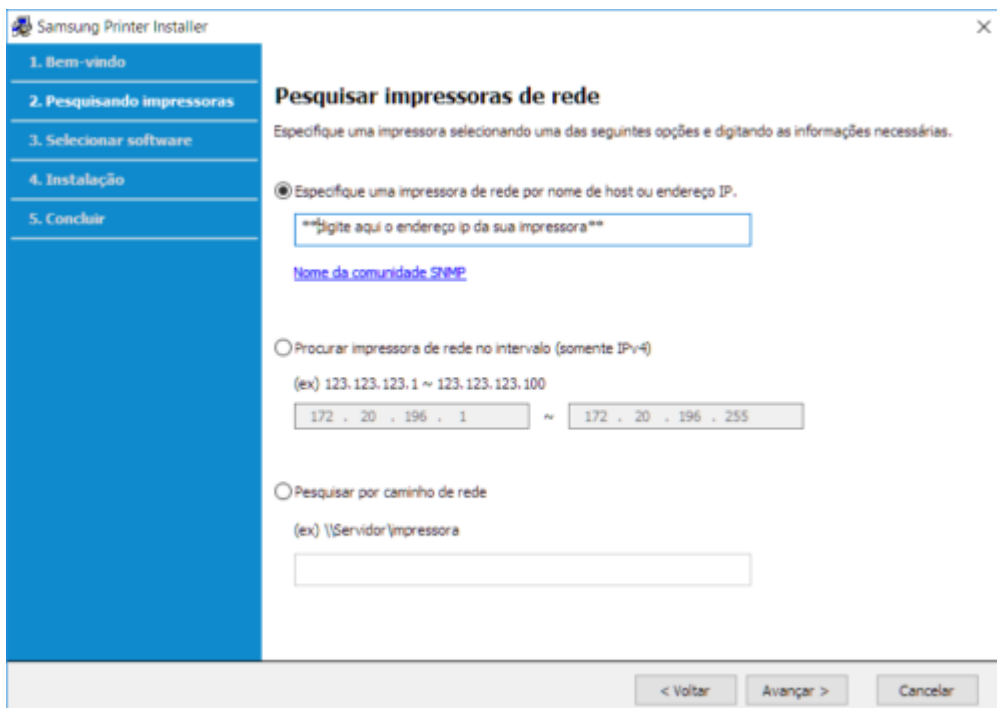 Samsung Printer Installer
1. Bem-vindo
2. Pesquisando impressoras
3. Selecionar software
4. Instalação
5. Concluir
Pesquisar impressoras de rede
Especifique uma impressora selecionando uma das seguintes opções e digitando as informações necessárias.
Especifique uma impressora de rede por nome de host ou endereço IP.
**digite aqui o endereço ip da sua impressora**
Nome da comunidade SNMP
Procurar impressora de rede no intervalo (somente IPv4)
(ex) 123.123.123.1 ~ 123.123.123.100
172 . 20 . 196 . 1 ~ 172 . 20 . 196 . 255
Pesquisar por caminho de rede
(ex) \\Servidor\impressora
< Voltar Avançar > Cancelar